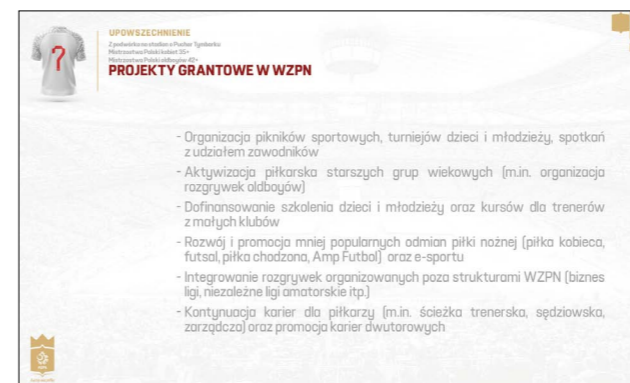 UPOWSZECHNIENIE
Z podwórka na stadion o Puchar Tymbarku
Mistrzostwa Polski kobiet 35+
Mistrzostwa Polski oldbojów 42+
PROJEKTY GRANTOWE W WZPN
?
- Organizacja pikników sportowych, turniejów dzieci i młodzieży, spotkań
z udziałem zawodników
- Aktywizacja piłkarska starszych grup wiekowych (m.in. organizacja
rozgrywek oldboyów)
- Dofinansowanie szkolenia dzieci i młodzieży oraz kursów dla trenerów
z małych klubów
- Rozwój i promocja mniej popularnych odmian piłki nożnej (piłka kobieca,
futsal, piłka chodzona, Amp Futbol) oraz e-sportu
- Integrowanie rozgrywek organizowanych poza strukturami WZPN (biznes
ligi, niezależne ligi amatorskie itp.)
- Kontynuacja karier dla piłkarzy (m.in. ścieżka trenerska, sędziowska,
zarządcza) oraz promocja karier dwutorowych